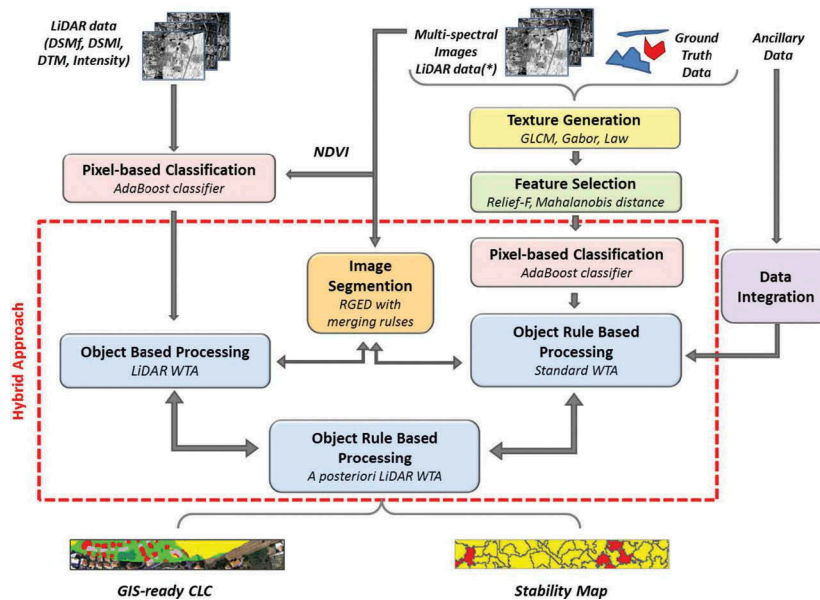 LiDAR data
(DSMf, DSMl,
DTM, Intensity)
Multi-spectral
Images
LiDAR data(*)
Ground
Truth
Data
Ancillary
Data
Texture Generation
GLCM, Gabor, Law
NDVI
Pixel-based Classification
AdaBoost classifier
Feature Selection
Relief-F, Mahalanobis distance
Hybrid Approach
Image
Segmention
RGED with
merging rulses
Pixel-based Classification
AdaBoost classifier
Data
Integration
Object Based Processing
LiDAR WTA
Object Rule Based
Processing
Standard WTA
Object Rule Based
Processing
A posteriori LiDAR WTA
GIS-ready CLC
Stability Map